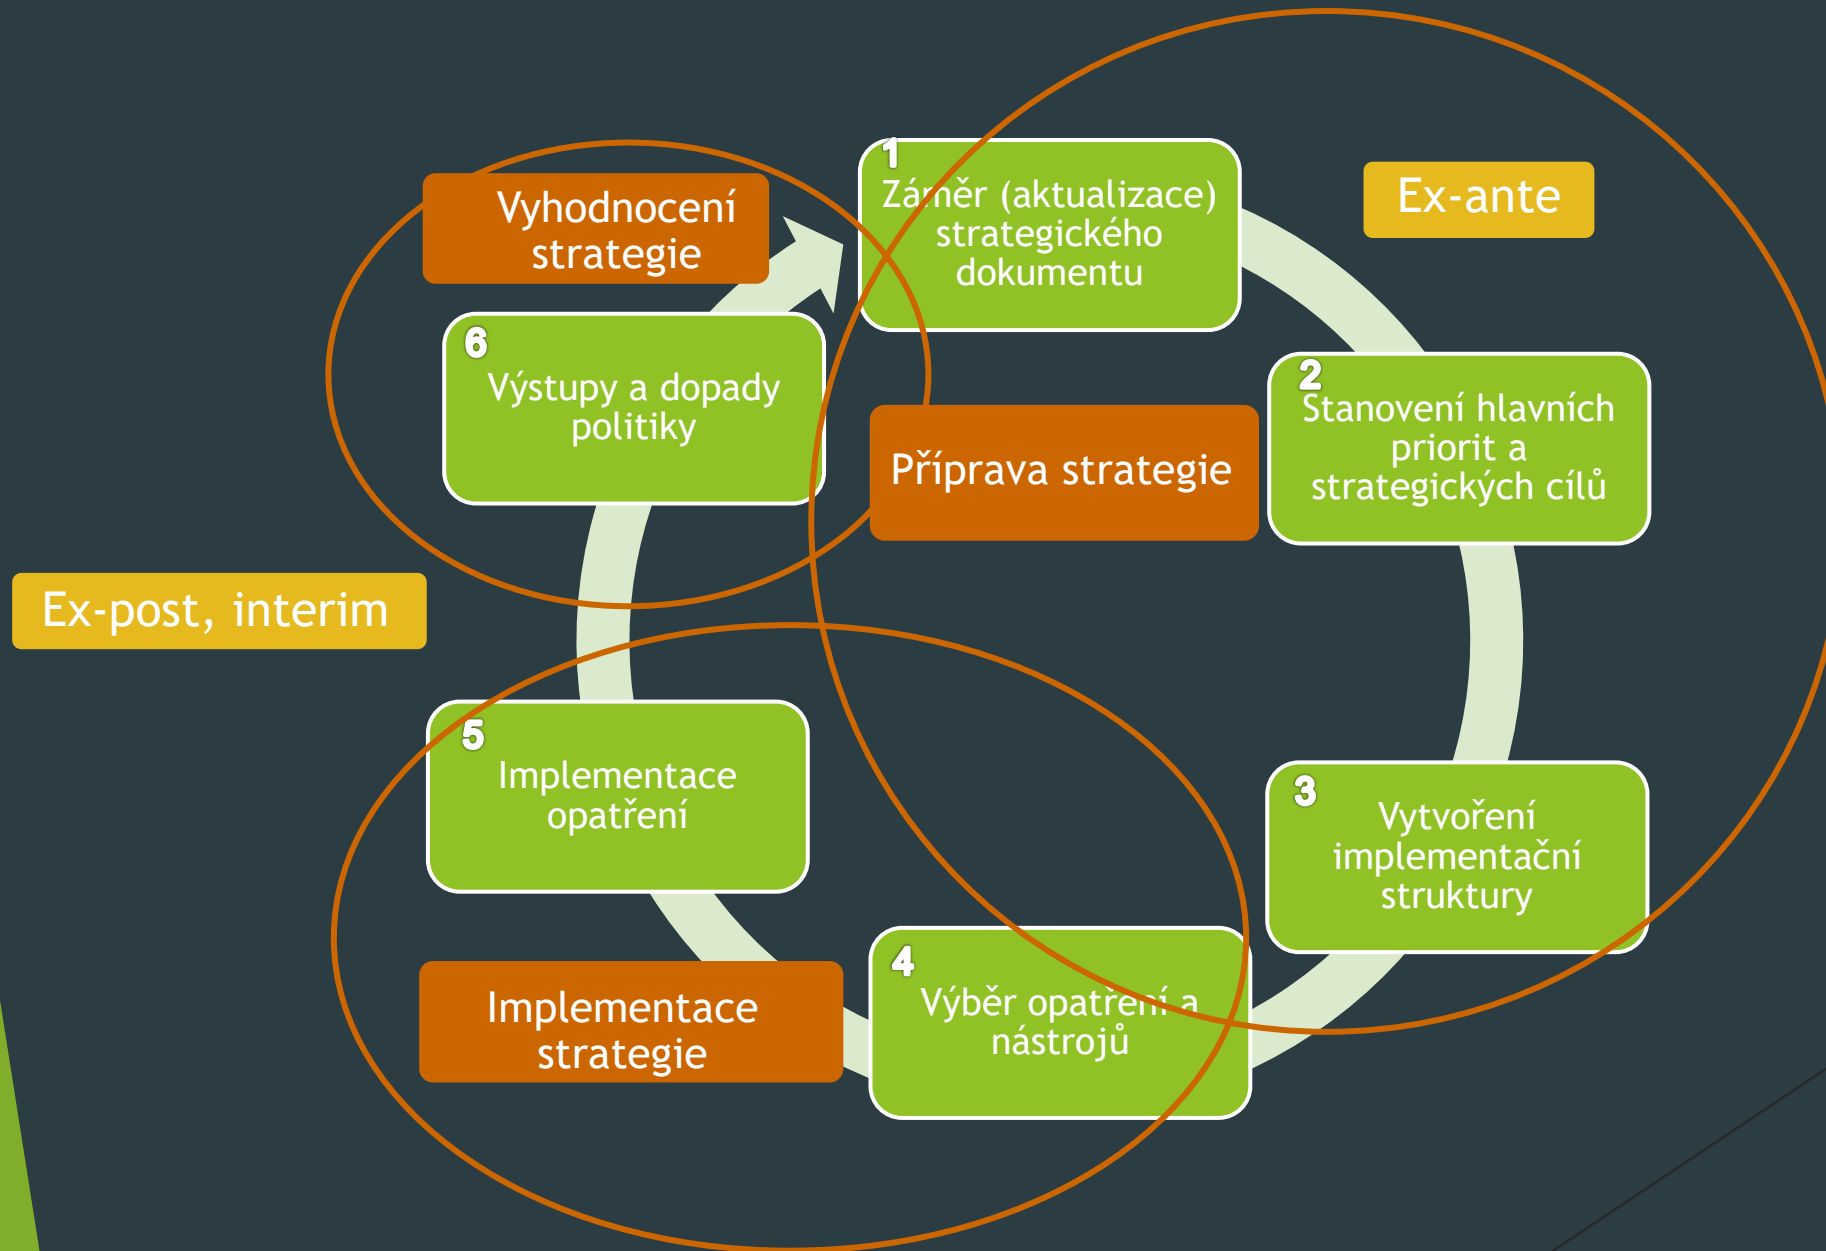 1
Záměr (aktualizace)
strategického
dokumentu
Ex-ante
2
Stanovení hlavních
priorit a
strategických cílů
Příprava strategie
3
Vytvoření
implementační
struktury
4
Výběr opatření a
nástrojů
Implementace
strategie
5
Implementace
opatření
Ex-post, interim
6
Výstupy a dopady
politiky
Vyhodnocení
strategie